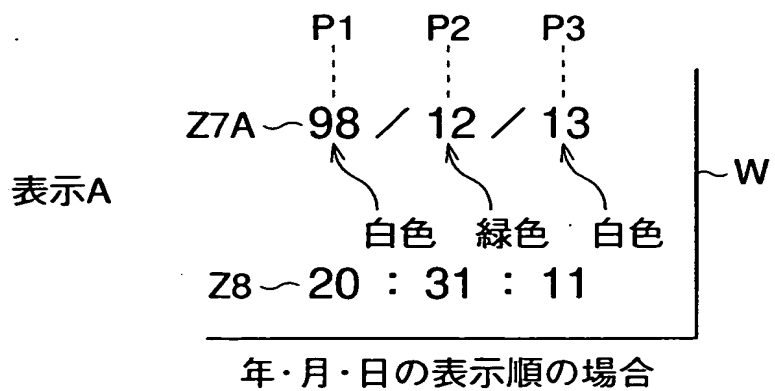 P1 P2 P3
Z7A 98 / 12 / 13
表示A
W
白色 緑色 白色
Z8 20 : 31 : 11
年・月・日の表示順の場合